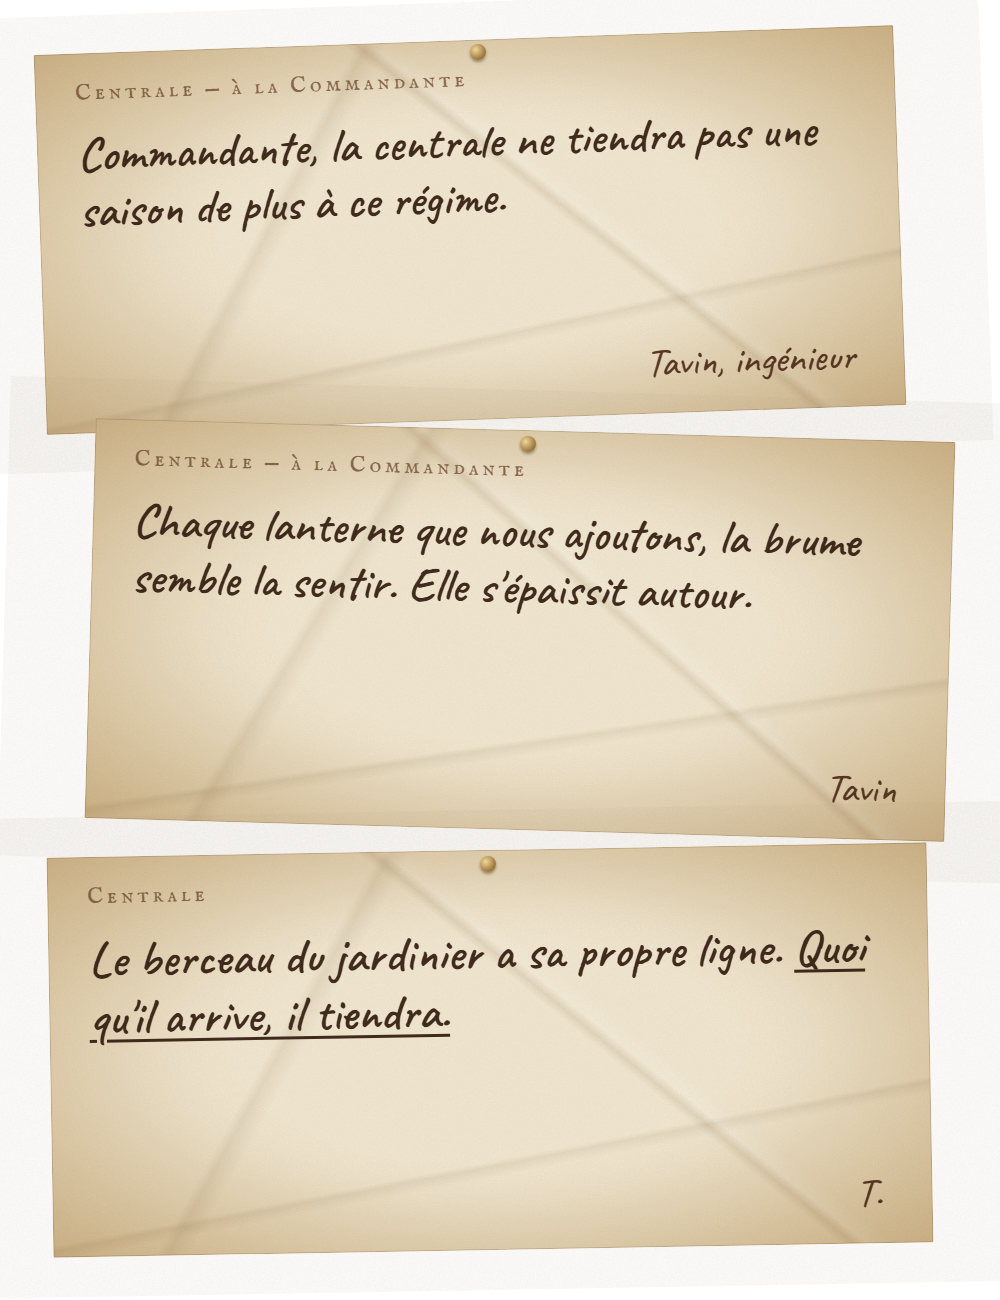 Centrale – à la Commandante
Commandante, la centrale ne tiendra pas une
saison de plus à ce régime.
Tavin, ingénieur
Centrale – à la Commandante
Chaque lanterne que nous ajoutons, la brume
semble la sentir. Elle s'épaissit autour.
Tavin
Centrale
Le berceau du jardinier a sa propre ligne. Quoi
qu'il arrive, il tiendra.
T.